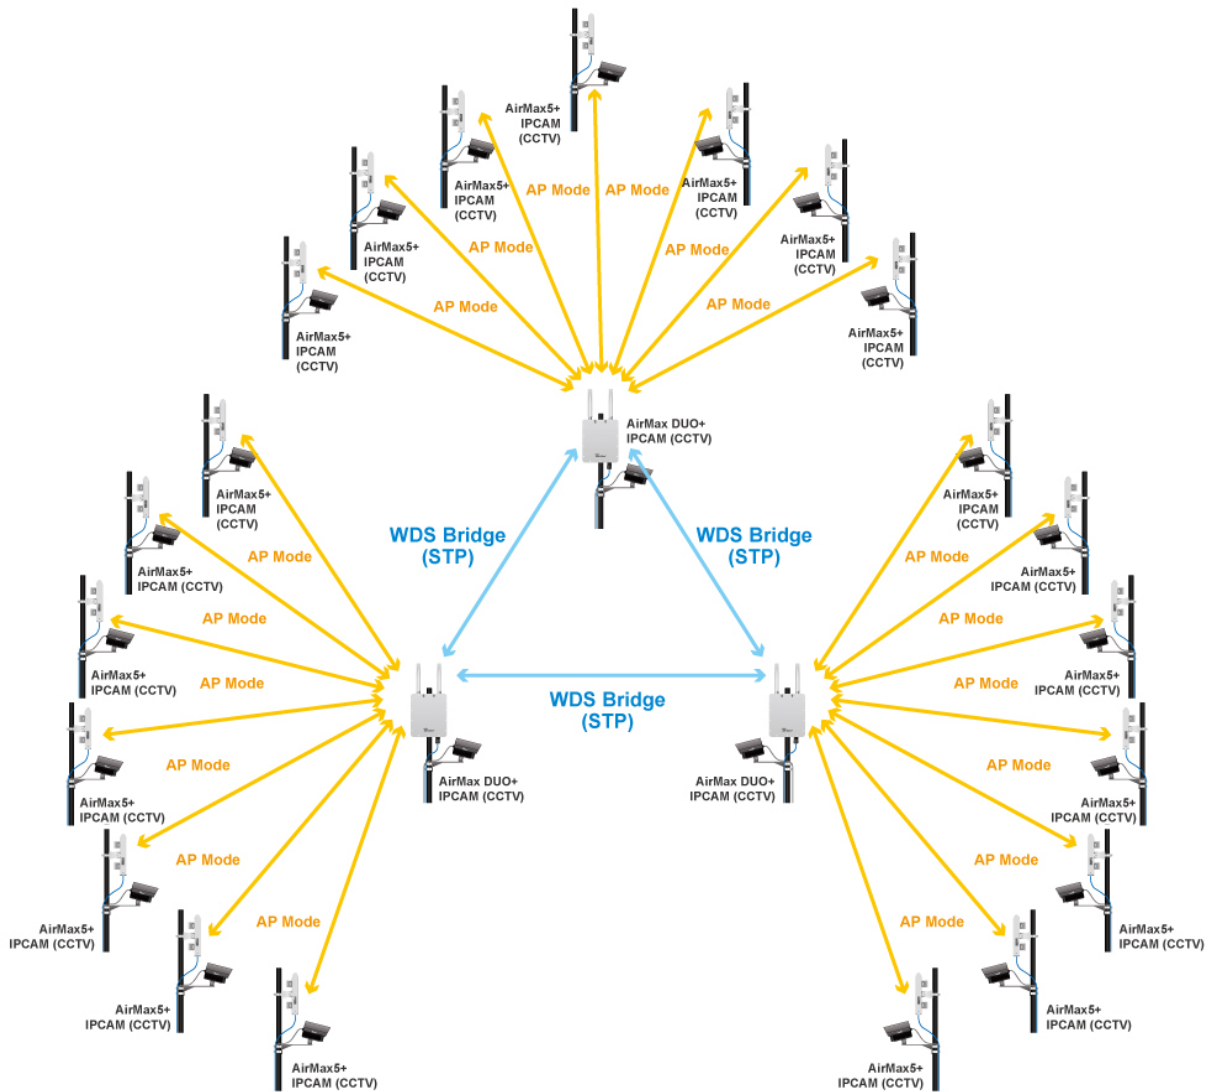 AirMax5+
IPCAM
(CCTV)
AirMax5+
IPCAM
(CCTV)
AirMax5+
IPCAM
(CCTV)
AP Mode
AP Mode
AirMax5+
IPCAM
(CCTV)
AirMax5+
IPCAM
(CCTV)
AP Mode
AP Mode
AP Mode
AP Mode
AirMax5+
IPCAM
(CCTV)
AirMax5+
IPCAM
(CCTV)
AirMax DUO+
IPCAM (CCTV)
AirMax5+
IPCAM
(CCTV)
AirMax5+
IPCAM
(CCTV)
WDS Bridge
(STP)
WDS Bridge
(STP)
AP Mode
AP Mode
AirMax5+
IPCAM (CCTV)
AirMax5+
IPCAM (CCTV)
AP Mode
AP Mode
AirMax5+
IPCAM (CCTV)
AirMax5+
IPCAM (CCTV)
AP Mode
AP Mode
WDS Bridge
(STP)
AP Mode
AP Mode
AirMax DUO+
IPCAM (CCTV)
AirMax DUO+
IPCAM (CCTV)
AirMax5+
IPCAM (CCTV)
AirMax5+
IPCAM (CCTV)
AP Mode
AP Mode
AirMax5+
IPCAM (CCTV)
AirMax5+
IPCAM (CCTV)
AP Mode
AP Mode
AirMax5+
IPCAM (CCTV)
AirMax5+
IPCAM (CCTV)
AirMax5+
IPCAM (CCTV)
AirMax5+
IPCAM (CCTV)